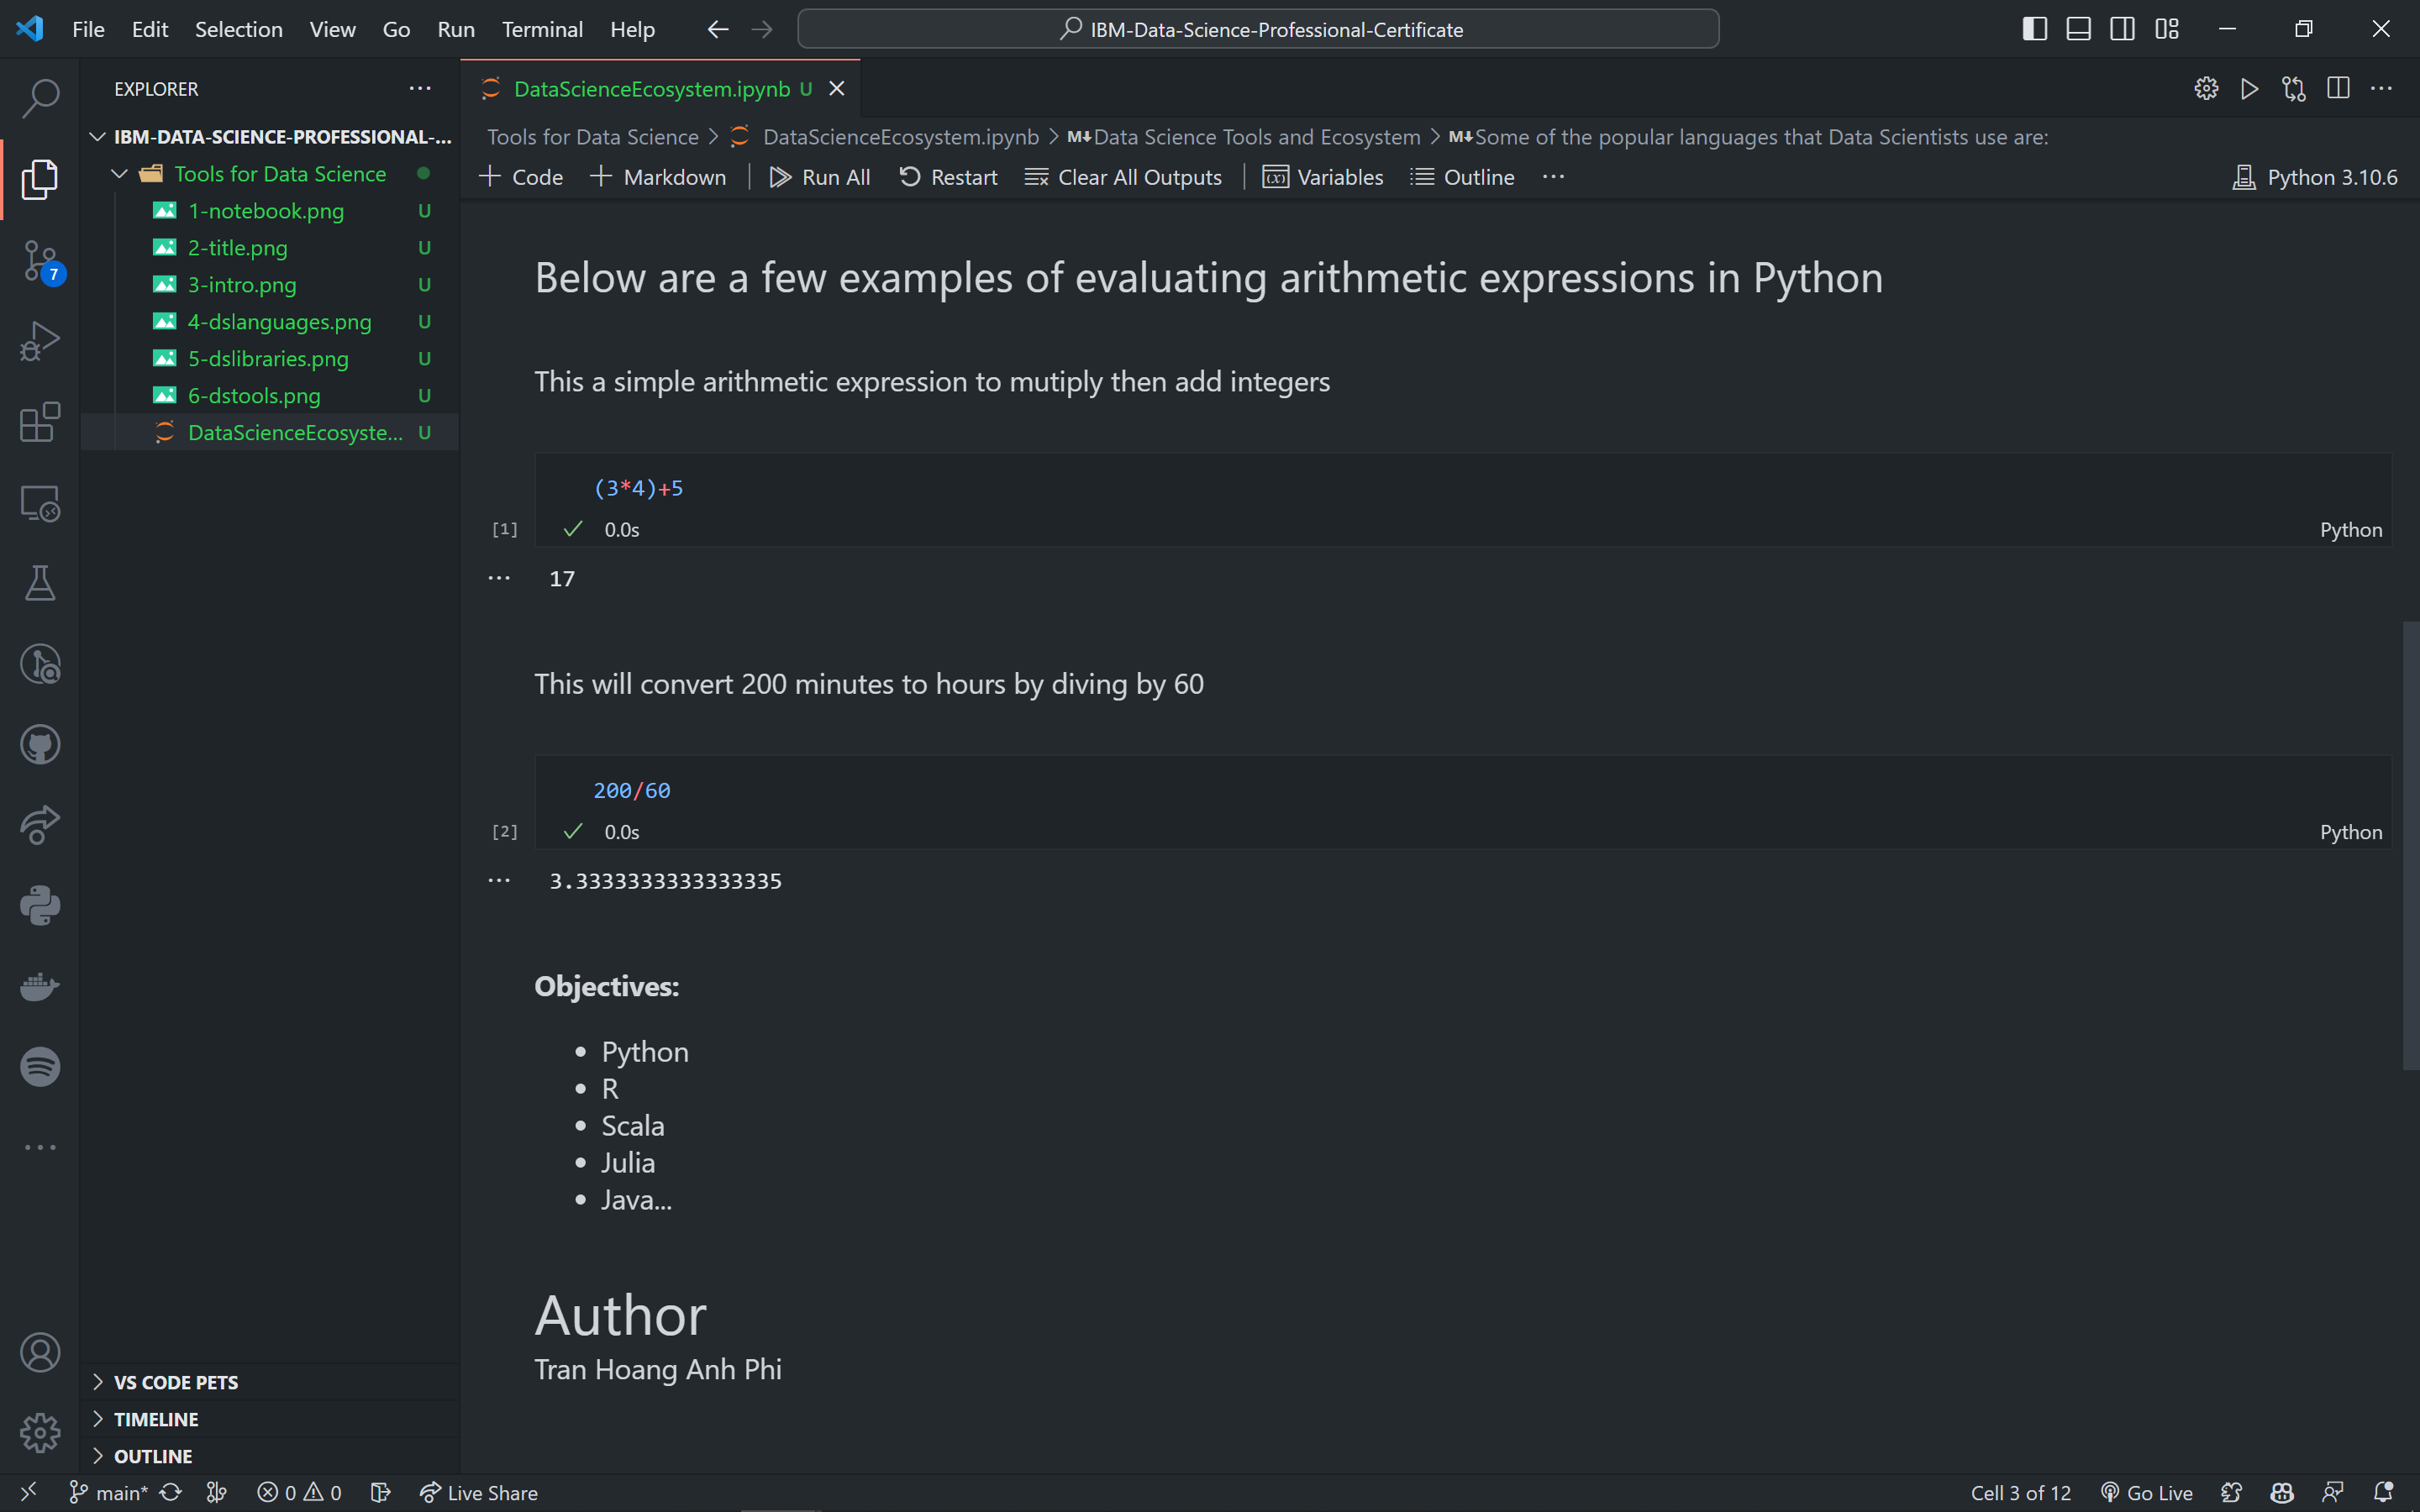 File Edit Selection View Go Run Terminal Help
IBM-Data-Science-Professional-Certificate
EXPLORER
IBM-DATA-SCIENCE-PROFESSIONAL-...
Tools for Data Science
1-notebook.png U
2-title.png U
3-intro.png U
4-dslanguages.png U
5-dslibraries.png U
6-dstools.png U
DataScienceEcosyste... U
VS CODE PETS
TIMELINE
OUTLINE
7
DataScienceEcosystem.ipynb U
Tools for Data Science > DataScienceEcosystem.ipynb > M↓Data Science Tools and Ecosystem > M↓Some of the popular languages that Data Scientists use are:
+ Code + Markdown Run All Restart Clear All Outputs (x) Variables Outline ...
Python 3.10.6
Below are a few examples of evaluating arithmetic expressions in Python
This a simple arithmetic expression to mutiply then add integers
(3*4)+5
[1] 0.0s Python
... 17
This will convert 200 minutes to hours by diving by 60
200/60
[2] 0.0s Python
... 3.3333333333333335
Objectives:
• Python
• R
• Scala
• Julia
• Java...
Author
Tran Hoang Anh Phi
main* 0 0 Live Share
Cell 3 of 12 Go Live